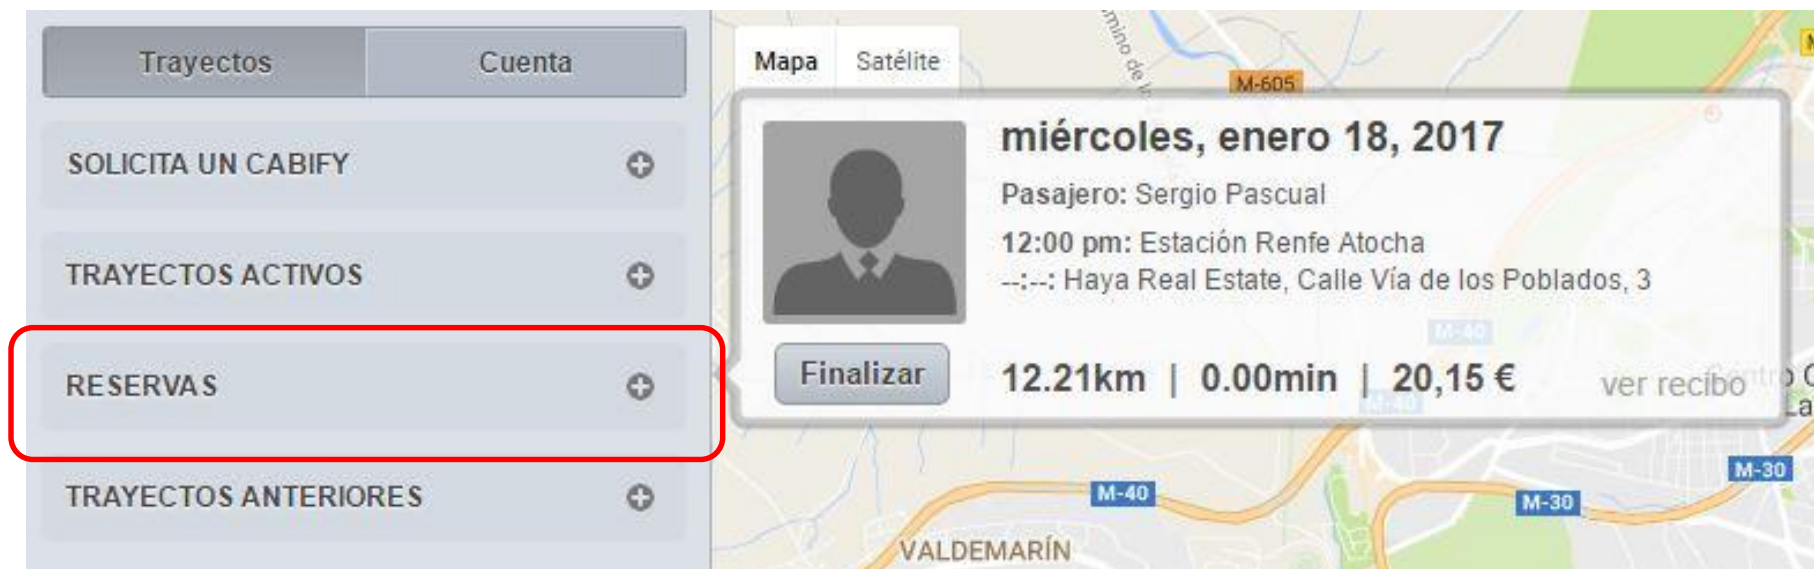 Trayectos
Cuenta
SOLICITA UN CABIFY
TRAYECTOS ACTIVOS
RESERVAS
TRAYECTOS ANTERIORES
Mapa
Satélite
M-605
miércoles, enero 18, 2017
Pasajero: Sergio Pascual
12:00 pm: Estación Renfe Atocha
--:--: Haya Real Estate, Calle Vía de los Poblados, 3
M-40
Finalizar
12.21km | 0.00min | 20,15 €
ver recibo
M-40
M-40
M-30
M-30
VALDEMARÍN